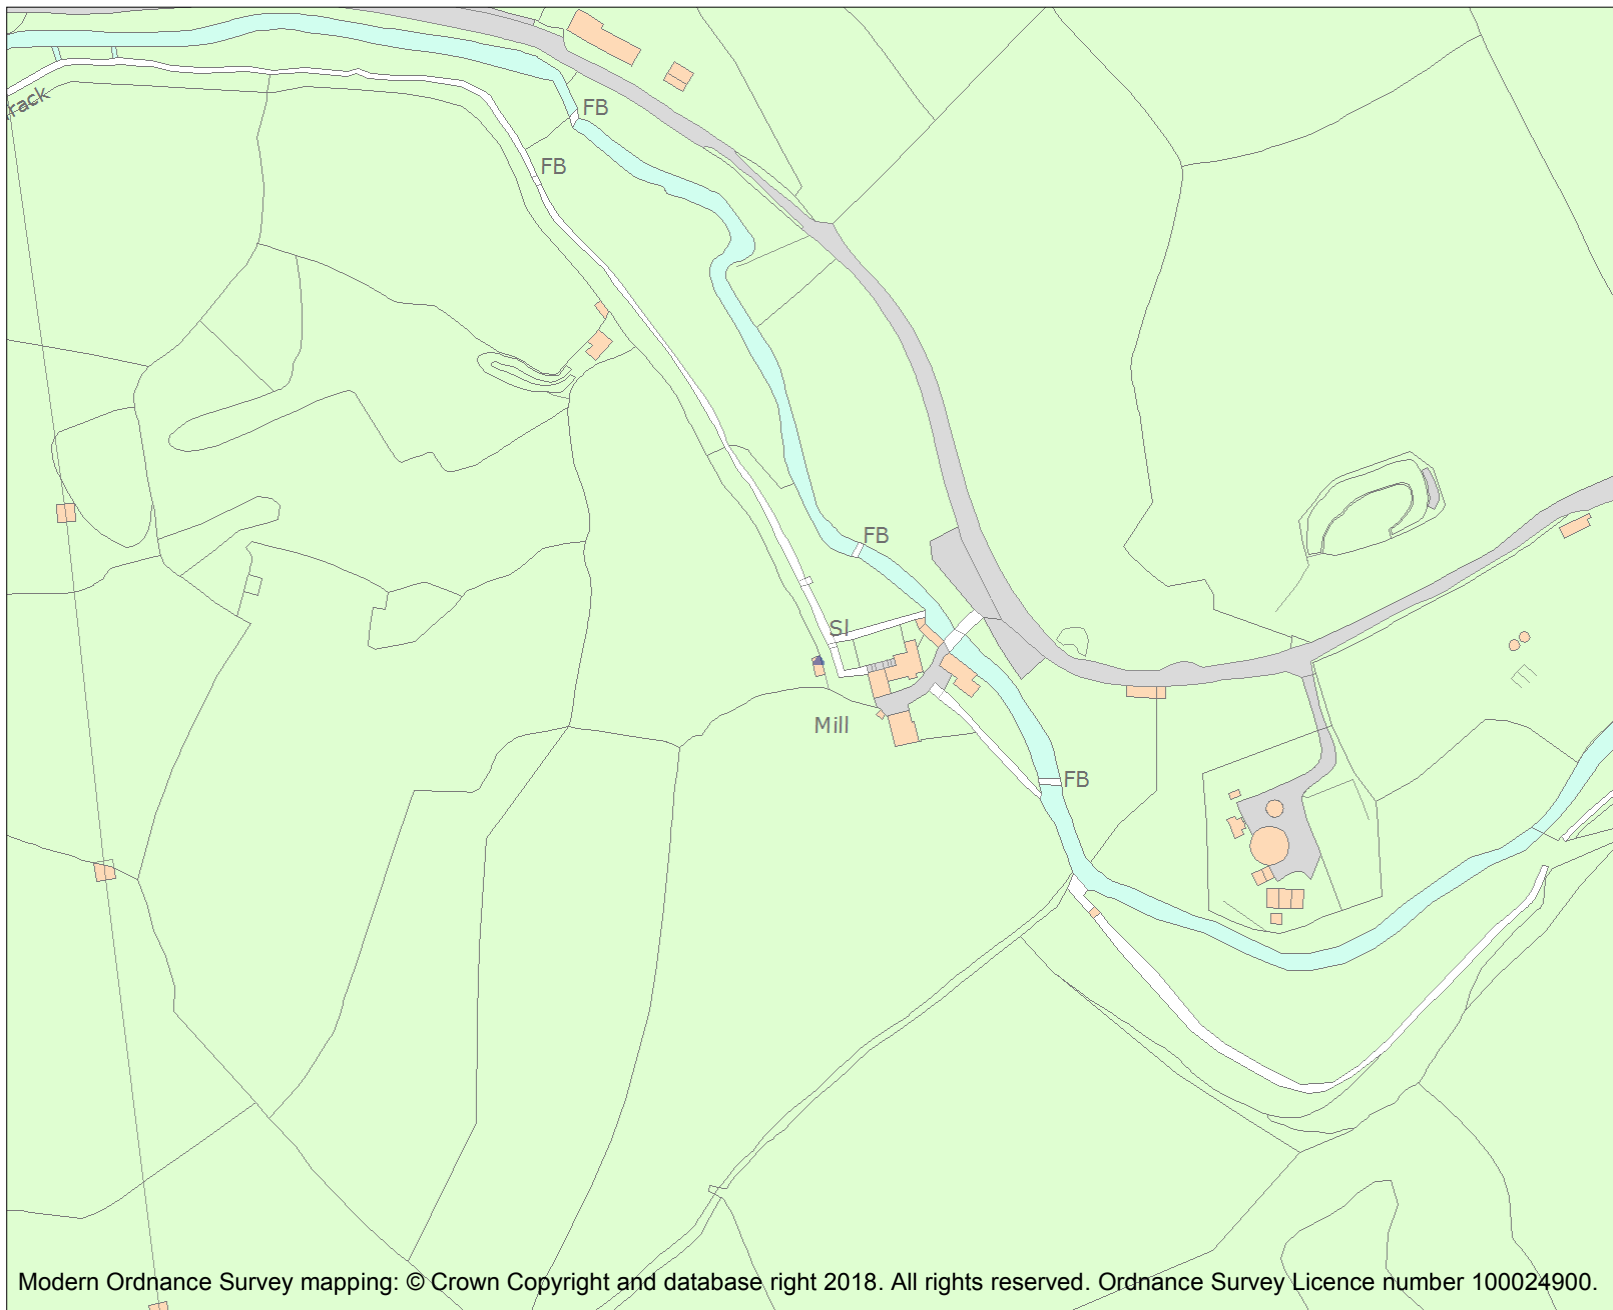 FB
rack
FB
FB
Sl
Mill
FB
Modern Ordnance Survey mapping: © Crown Copyright and database right 2018. All rights reserved. Ordnance Survey Licence number 100024900.